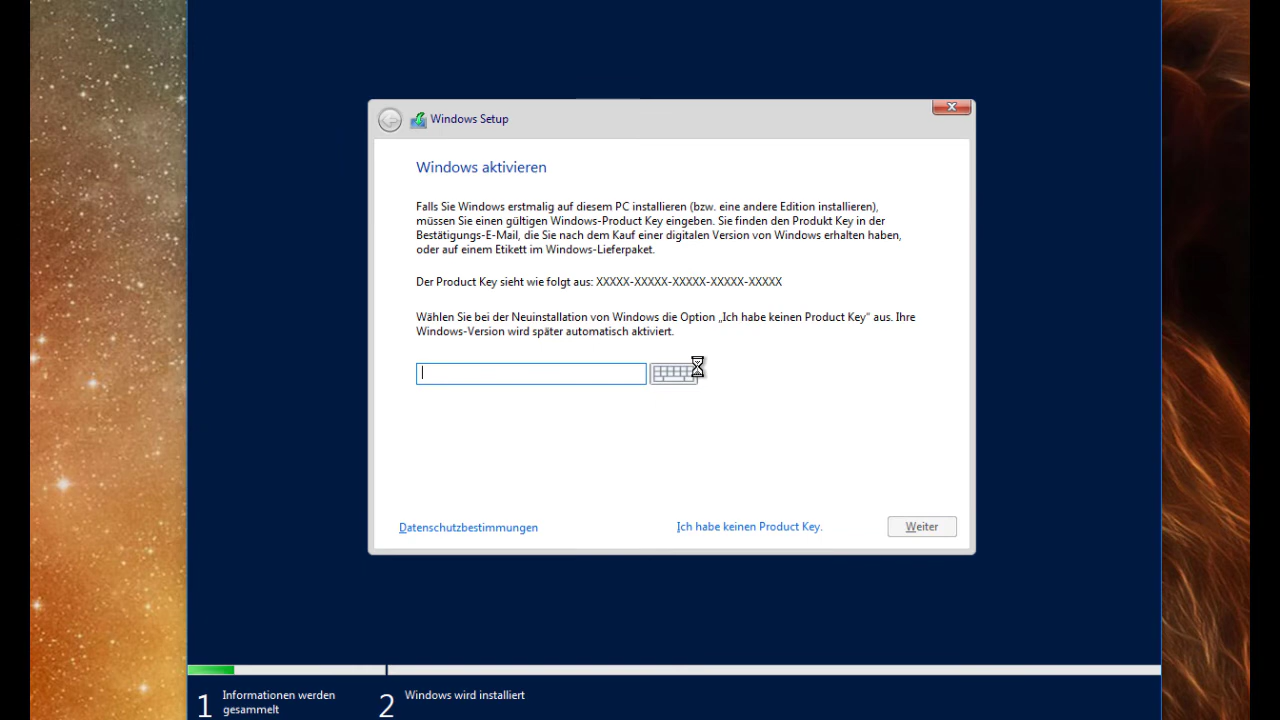 Windows Setup
Windows aktivieren
Falls Sie Windows erstmalig auf diesem PC installieren (bzw. eine andere Edition installieren),
müssen Sie einen gültigen Windows-Product Key eingeben. Sie finden den Produkt Key in der
Bestätigungs-E-Mail, die Sie nach dem Kauf einer digitalen Version von Windows erhalten haben,
oder auf einem Etikett im Windows-Lieferpaket.
Der Product Key sieht wie folgt aus: XXXXX-XXXXX-XXXXX-XXXXX-XXXXX
Wählen Sie bei der Neuinstallation von Windows die Option „Ich habe keinen Product Key“ aus. Ihre
Windows-Version wird später automatisch aktiviert.
Datenschutzbestimmungen
Ich habe keinen Product Key.
Weiter
1 Informationen werden
gesammelt
2 Windows wird installiert